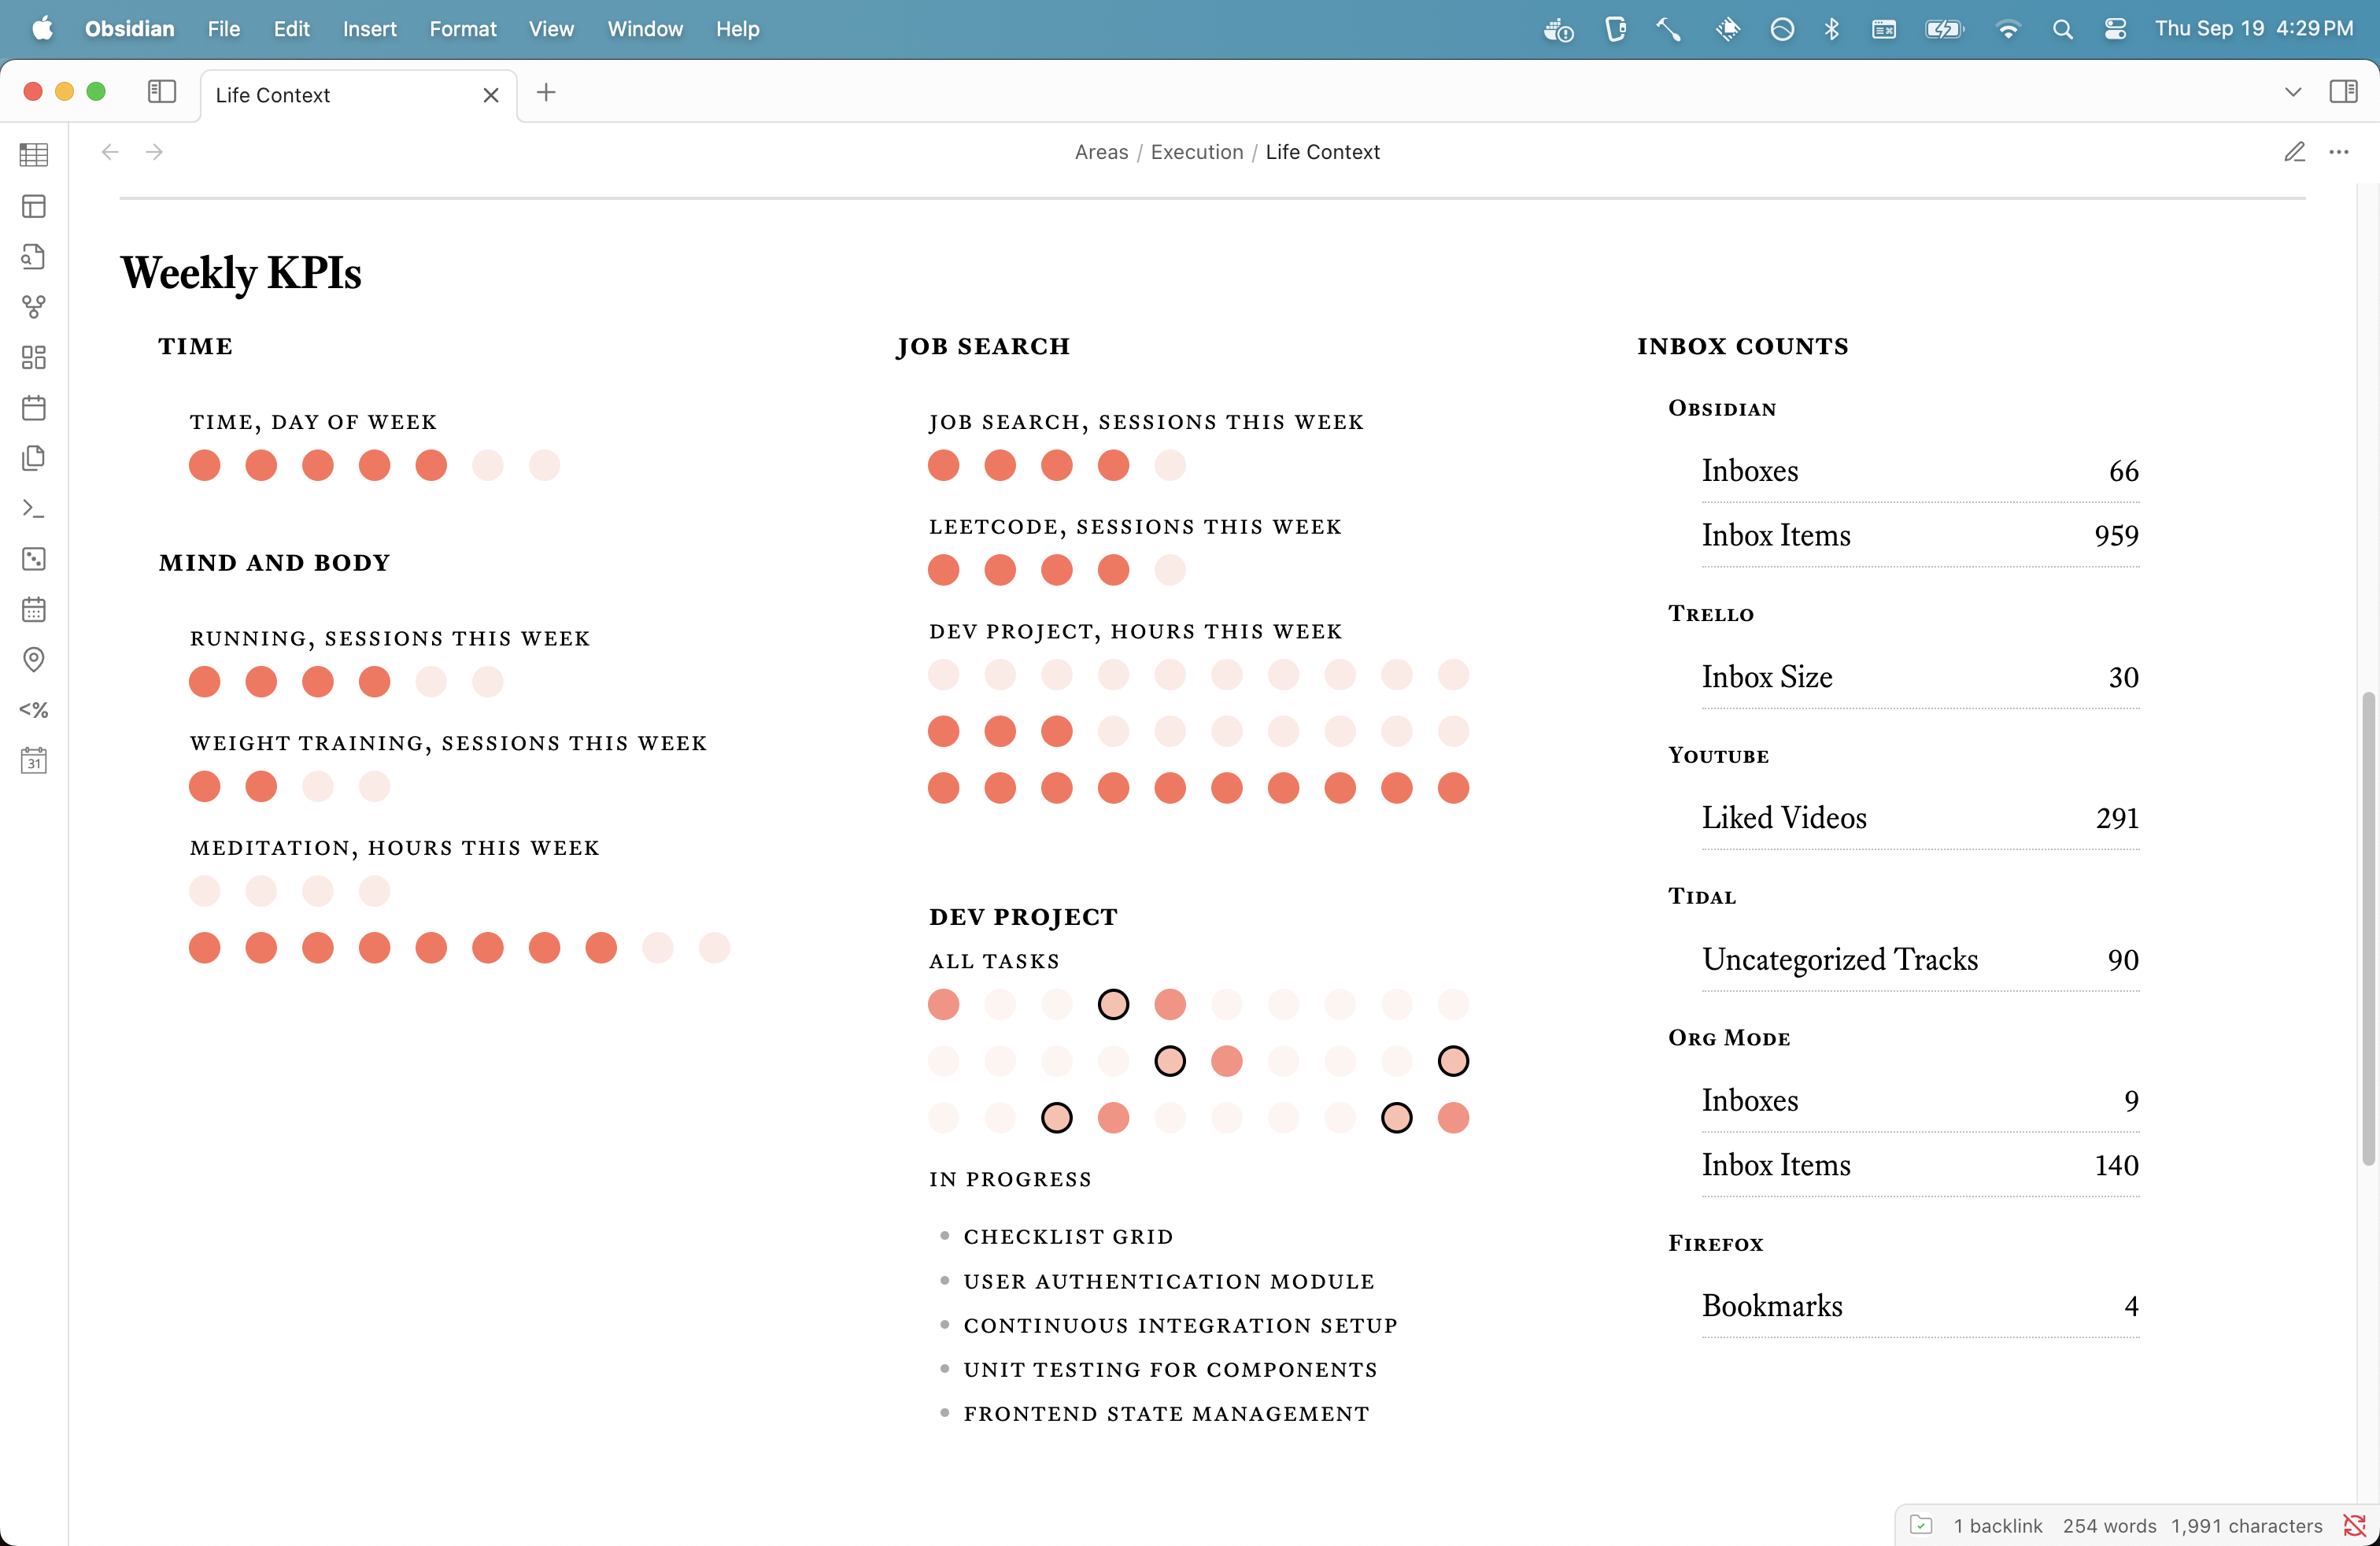 Obsidian File Edit Insert Format View Window Help Thu Sep 19 4:29 PM
Life Context
Areas / Execution / Life Context
Weekly KPIs
TIME
TIME, DAY OF WEEK
MIND AND BODY
RUNNING, SESSIONS THIS WEEK
WEIGHT TRAINING, SESSIONS THIS WEEK
MEDITATION, HOURS THIS WEEK
JOB SEARCH
JOB SEARCH, SESSIONS THIS WEEK
LEETCODE, SESSIONS THIS WEEK
DEV PROJECT, HOURS THIS WEEK
DEV PROJECT
ALL TASKS
IN PROGRESS
CHECKLIST GRID
USER AUTHENTICATION MODULE
CONTINUOUS INTEGRATION SETUP
UNIT TESTING FOR COMPONENTS
FRONTEND STATE MANAGEMENT
INBOX COUNTS
OBSIDIAN
Inboxes 66
Inbox Items 959
TRELLO
Inbox Size 30
YOUTUBE
Liked Videos 291
TIDAL
Uncategorized Tracks 90
ORG MODE
Inboxes 9
Inbox Items 140
FIREFOX
Bookmarks 4
<%
31
1 backlink 254 words 1,991 characters